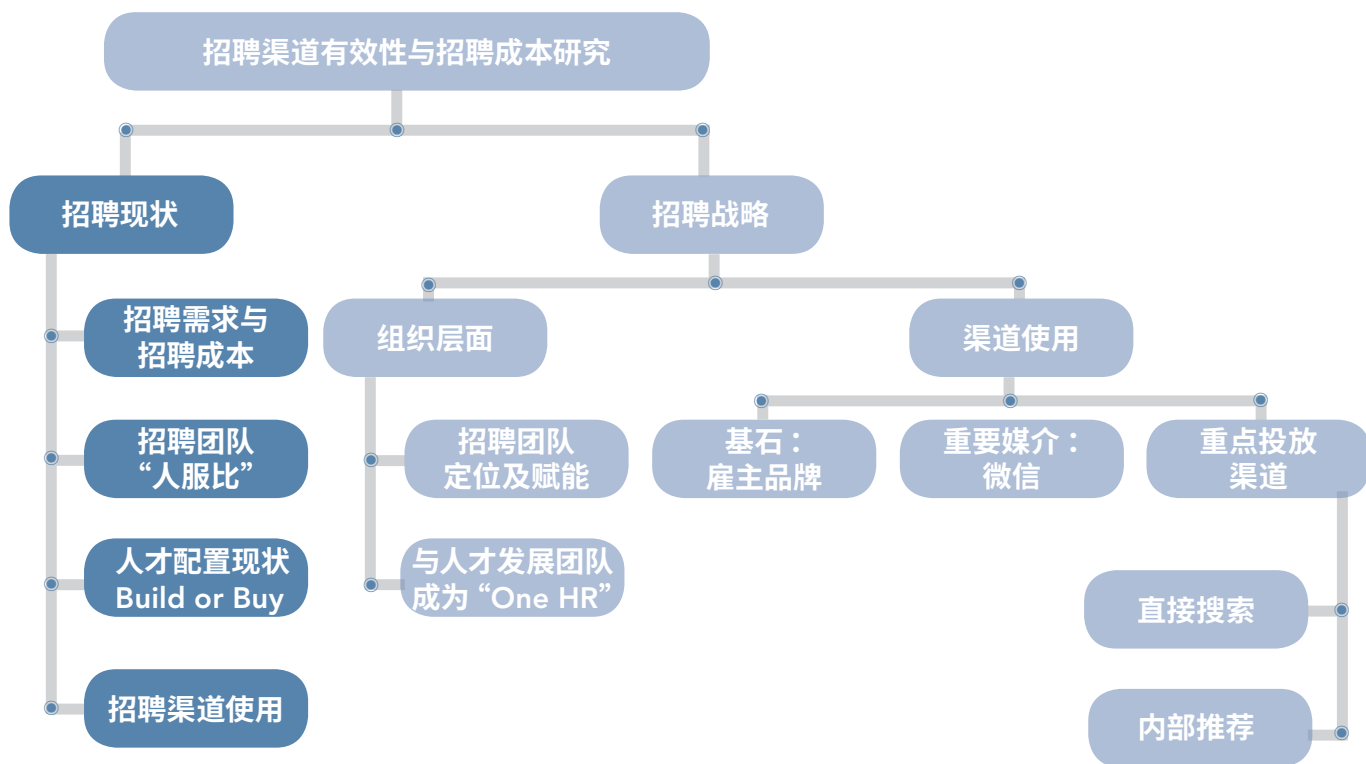 招聘渠道有效性与招聘成本研究
招聘现状
招聘战略
招聘需求与
招聘成本
组织层面
渠道使用
招聘团队
“人服比”
招聘团队
定位及赋能
基石：
雇主品牌
重要媒介：
微信
重点投放
渠道
人才配置现状
Build or Buy
与人才发展团队
成为 “One HR”
直接搜索
招聘渠道使用
内部推荐